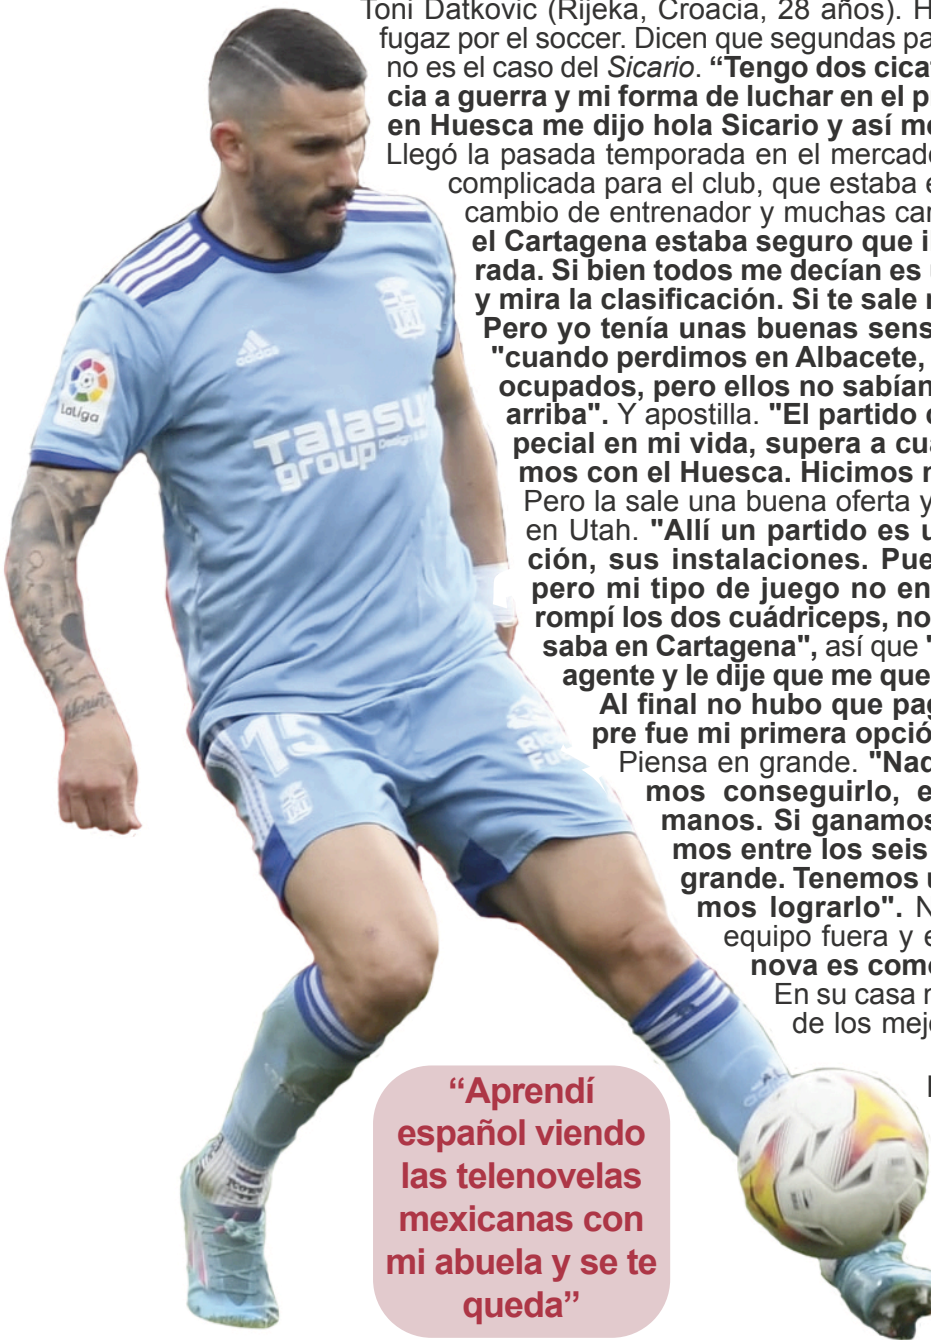 Toni Datkovic (Rijeka, Croacia, 28 años). H
fugaz por el soccer. Dicen que segundas pa
no es el caso del Sicario. “Tengo dos cicat
cia a guerra y mi forma de luchar en el p
en Huesca me dijo hola Sicario y así me
Llegó la pasada temporada en el mercado
complicada para el club, que estaba e
cambio de entrenador y muchas car
el Cartagena estaba seguro que i
rada. Si bien todos me decían es
y mira la clasificación. Si te sale
Pero yo tenía unas buenas sens
"cuando perdimos en Albacete,
ocupados, pero ellos no sabían
arriba". Y apostilla. "El partido
pecial en mi vida, supera a cua
mos con el Huesca. Hicimos
Pero la sale una buena oferta y
en Utah. "Allí un partido es u
ción, sus instalaciones. Pue
pero mi tipo de juego no en
rompí los dos cuádriceps, no
saba en Cartagena", así que "
agente y le dije que me que
Al final no hubo que pag
pre fue mi primera opció
Piensa en grande. "Nad
mos conseguirlo, e
manos. Si ganamos
mos entre los seis
grande. Tenemos u
mos lograrlo". N
equipo fuera y e
nova es com
En su casa
de los mej
adidas
LaLiga
Talasu
group
Design &
15
“Aprendí
español viendo
las telenovelas
mexicanas con
mi abuela y se te
queda”